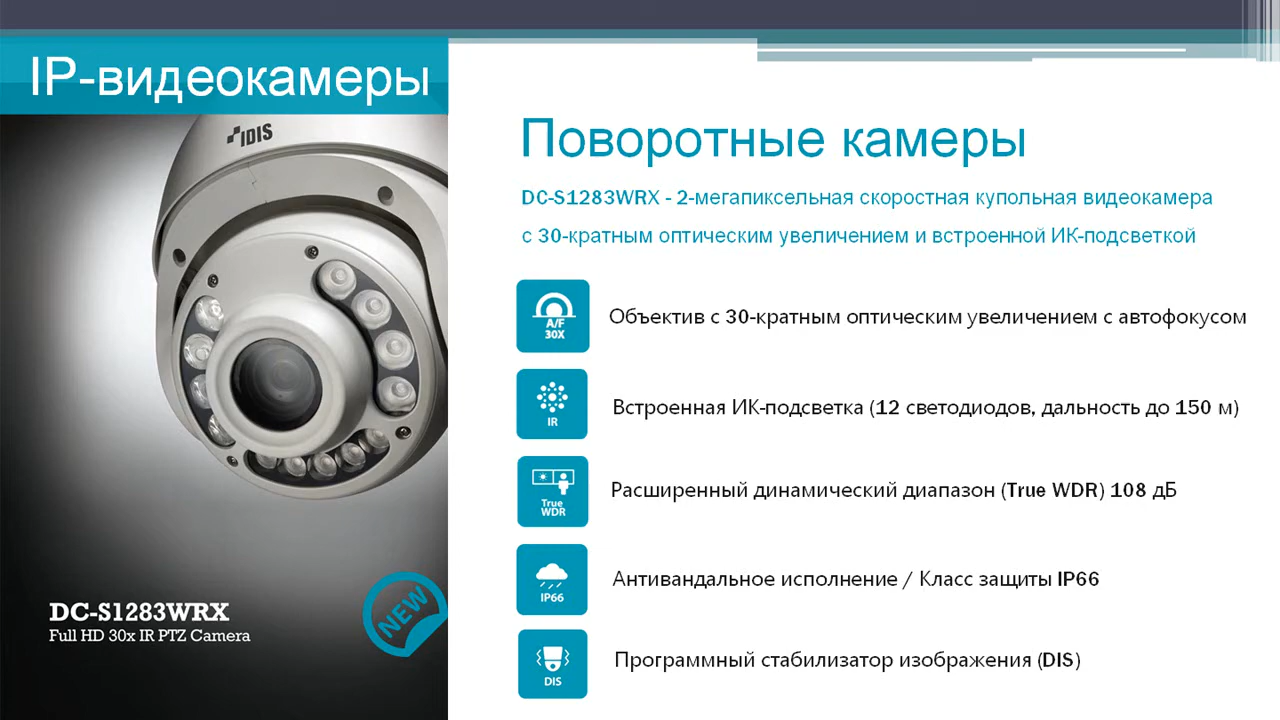 IP-видеокамеры
IDIS
DC-S1283WRX
Full HD 30x IR PTZ Camera
NEW
Поворотные камеры
DC-S1283WRX - 2-мегапиксельная скоростная купольная видеокамера
с 30-кратным оптическим увеличением и встроенной ИК-подсветкой
A/F
30X
Объектив с 30-кратным оптическим увеличением с автофокусом
IR
Встроенная ИК-подсветка (12 светодиодов, дальность до 150 м)
True
WDR
Расширенный динамический диапазон (True WDR) 108 дБ
IP66
Антивандальное исполнение / Класс защиты IP66
DIS
Программный стабилизатор изображения (DIS)